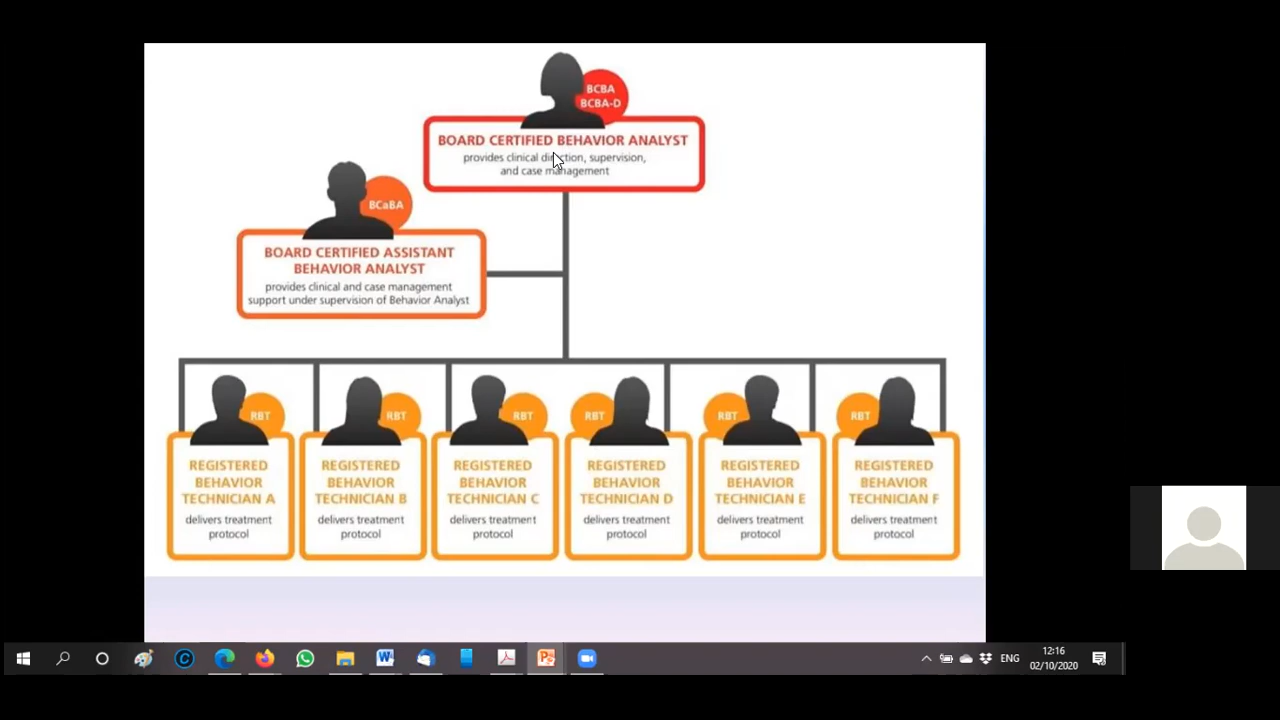 BCBA
BCBA-D
BOARD CERTIFIED BEHAVIOR ANALYST
provides clinical direction, supervision,
and case management
BCaBA
BOARD CERTIFIED ASSISTANT
BEHAVIOR ANALYST
provides clinical and case management
support under supervision of Behavior Analyst
RBT
REGISTERED
BEHAVIOR
TECHNICIAN A
delivers treatment
protocol
RBT
REGISTERED
BEHAVIOR
TECHNICIAN B
delivers treatment
protocol
RBT
REGISTERED
BEHAVIOR
TECHNICIAN C
delivers treatment
protocol
RBT
REGISTERED
BEHAVIOR
TECHNICIAN D
delivers treatment
protocol
RBT
REGISTERED
BEHAVIOR
TECHNICIAN E
delivers treatment
protocol
RBT
REGISTERED
BEHAVIOR
TECHNICIAN F
delivers treatment
protocol
ENG
12:16
02/10/2020